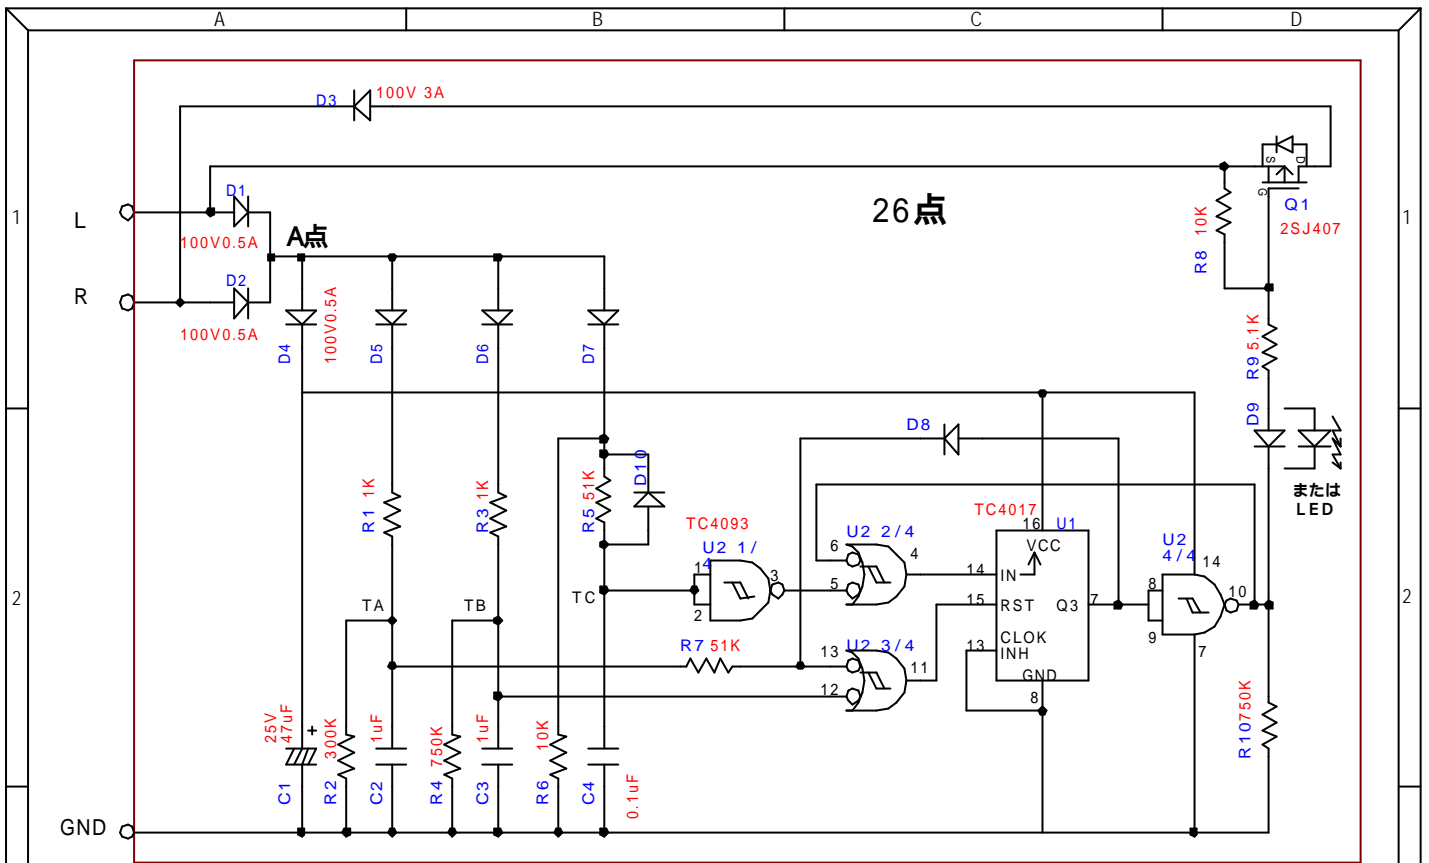 A B C D
D3 100V 3A
S D
G
Q1
2SJ407
26点
1 1
L
D1
100V0.5A
A点
R8 10K
R
D2
100V0.5A
D4 100V0.5A
D5
D6
D7
R9 5.1K
D8
D9
または
LED
R1 1K
R3 1K
R5 51K
D10
TC4093
U2 1/4
1
2
3
U2 2/4
6
5
4
TC4017
16 U1
VCC
14 IN
15 RST
Q3 7
13 CLOK
INH
GND
8
U2
4/4
14
8
9
10
7
2 2
TA
TB
TC
R7 51K
U2 3/4
13
12
11
25V
47uF
+
C1
R2 300K
C2 1uF
R4 750K
C3 1uF
R6 10K
C4
0.1uF
R10 750K
GND